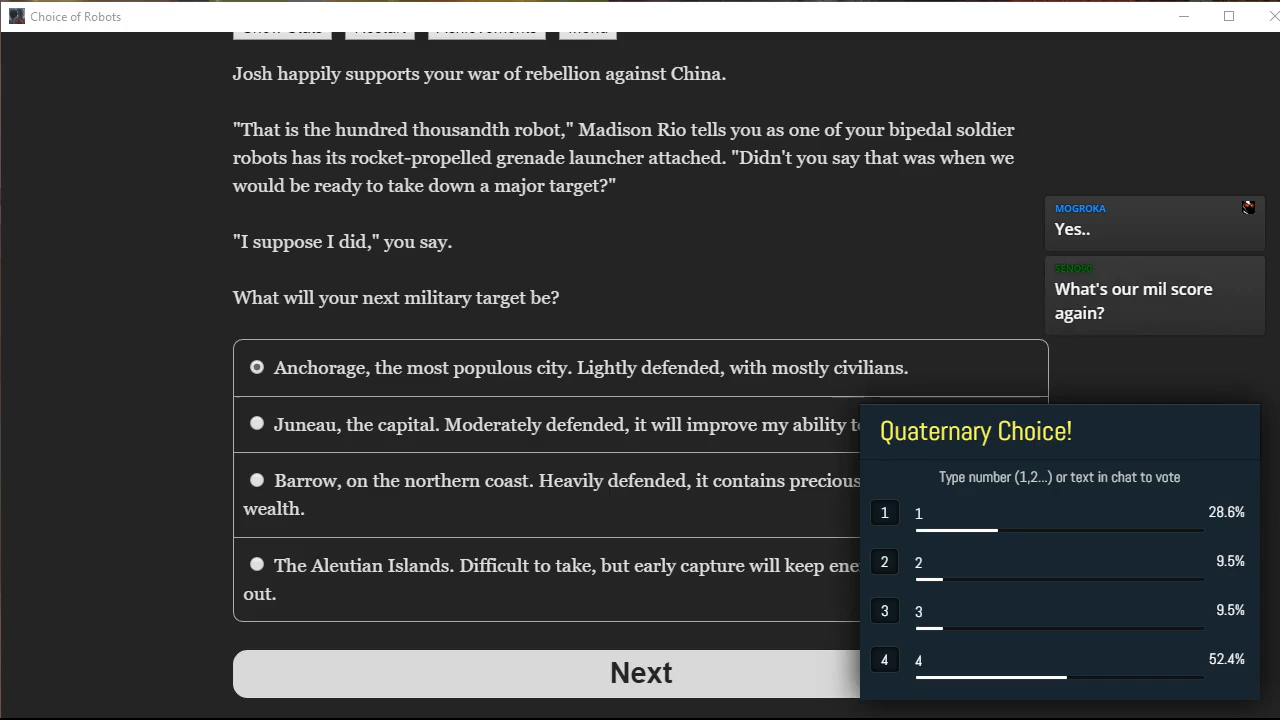 Choice of Robots
Show Stats Restart Achievements Menu
Josh happily supports your war of rebellion against China.
"That is the hundred thousandth robot," Madison Rio tells you as one of your bipedal soldier
robots has its rocket-propelled grenade launcher attached. "Didn't you say that was when we
would be ready to take down a major target?"
"I suppose I did," you say.
What will your next military target be?
Anchorage, the most populous city. Lightly defended, with mostly civilians.
Juneau, the capital. Moderately defended, it will improve my ability
Barrow, on the northern coast. Heavily defended, it contains precious
wealth.
The Aleutian Islands. Difficult to take, but early capture will keep
out.
Next
MOGROKA
Yes..
SENO90
What's our mil score
again?
Quaternary Choice!
Type number (1,2...) or text in chat to vote
1 1 28.6%
2 2 9.5%
3 3 9.5%
4 4 52.4%